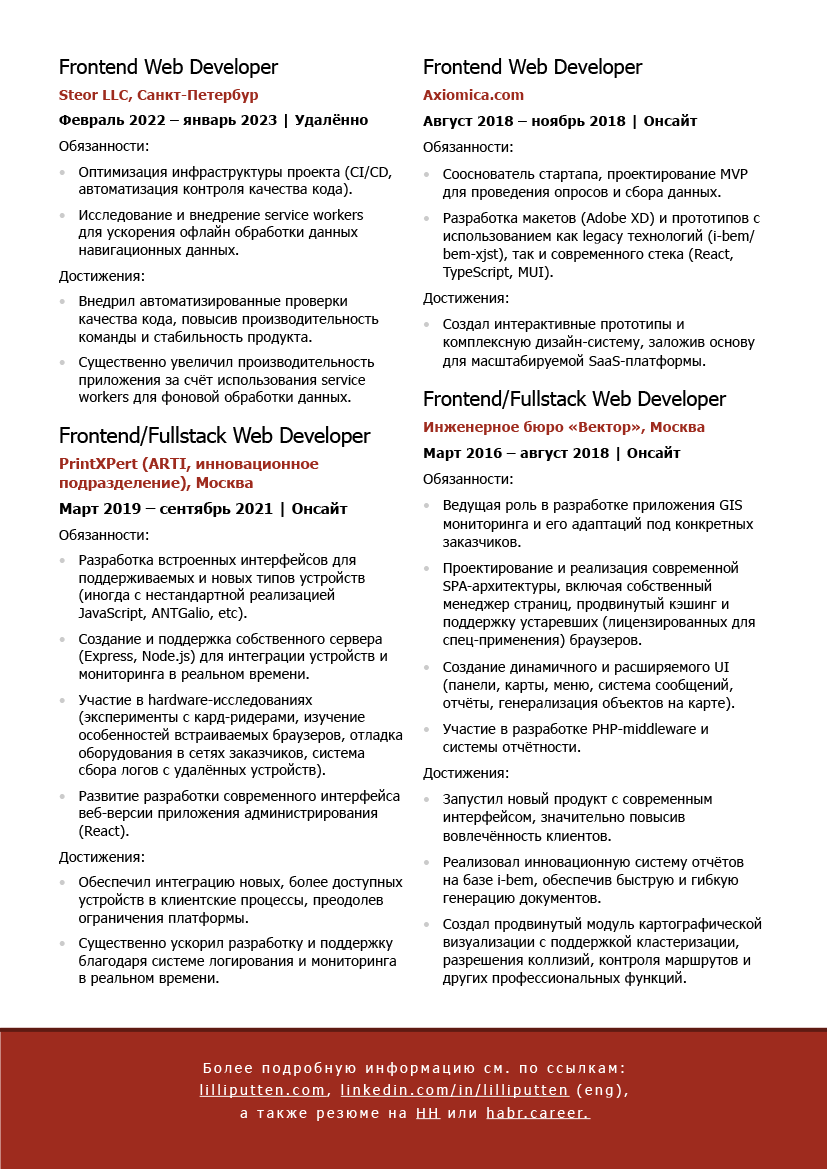 Frontend Web Developer
Steor LLC, Санкт-Петербур
Февраль 2022 – январь 2023 | Удалённо
Обязанности:
Оптимизация инфраструктуры проекта (CI/CD,
автоматизация контроля качества кода).
Исследование и внедрение service workers
для ускорения офлайн обработки данных
навигационных данных.
Достижения:
Внедрил автоматизированные проверки
качества кода, повысив производительность
команды и стабильность продукта.
Существенно увеличил производительность
приложения за счёт использования service
workers для фоновой обработки данных.
Frontend/Fullstack Web Developer
PrintXPert (ARTI, инновационное
подразделение), Москва
Март 2019 – сентябрь 2021 | Онсайт
Обязанности:
Разработка встроенных интерфейсов для
поддерживаемых и новых типов устройств
(иногда с нестандартной реализацией
JavaScript, ANTGalio, etc).
Создание и поддержка собственного сервера
(Express, Node.js) для интеграции устройств и
мониторинга в реальном времени.
Участие в hardware-исследованиях
(эксперименты с кард-ридерами, изучение
особенностей встраиваемых браузеров, отладка
оборудования в сетях заказчиков, система
сбора логов с удалённых устройств).
Развитие разработки современного интерфейса
веб-версии приложения администрирования
(React).
Достижения:
Обеспечил интеграцию новых, более доступных
устройств в клиентские процессы, преодолев
ограничения платформы.
Существенно ускорил разработку и поддержку
благодаря системе логирования и мониторинга
в реальном времени.
Frontend Web Developer
Axiomica.com
Август 2018 – ноябрь 2018 | Онсайт
Обязанности:
Сооснователь стартапа, проектирование MVP
для проведения опросов и сбора данных.
Разработка макетов (Adobe XD) и прототипов с
использованием как legacy технологий (i-bem/
bem-xjst), так и современного стека (React,
TypeScript, MUI).
Достижения:
Создал интерактивные прототипы и
комплексную дизайн-систему, заложив основу
для масштабируемой SaaS-платформы.
Frontend/Fullstack Web Developer
Инженерное бюро «Вектор», Москва
Март 2016 – август 2018 | Онсайт
Обязанности:
Ведущая роль в разработке приложения GIS
мониторинга и его адаптаций под конкретных
заказчиков.
Проектирование и реализация современной
SPA-архитектуры, включая собственный
менеджер страниц, продвинутый кэшинг и
поддержку устаревших (лицензированных для
спец-применения) браузеров.
Создание динамичного и расширяемого UI
(панели, карты, меню, система сообщений,
отчёты, генерализация объектов на карте).
Участие в разработке PHP-middleware и
системы отчётности.
Достижения:
Запустил новый продукт с современным
интерфейсом, значительно повысив
вовлечённость клиентов.
Реализовал инновационную систему отчётов
на базе i-bem, обеспечив быструю и гибкую
генерацию документов.
Создал продвинутый модуль картографической
визуализации с поддержкой кластеризации,
разрешения коллизий, контроля маршрутов и
других профессиональных функций.
Более подробную информацию см. по ссылкам:
lilliputten.com, linkedin.com/in/lilliputten (eng),
а также резюме на HH или habr.career.